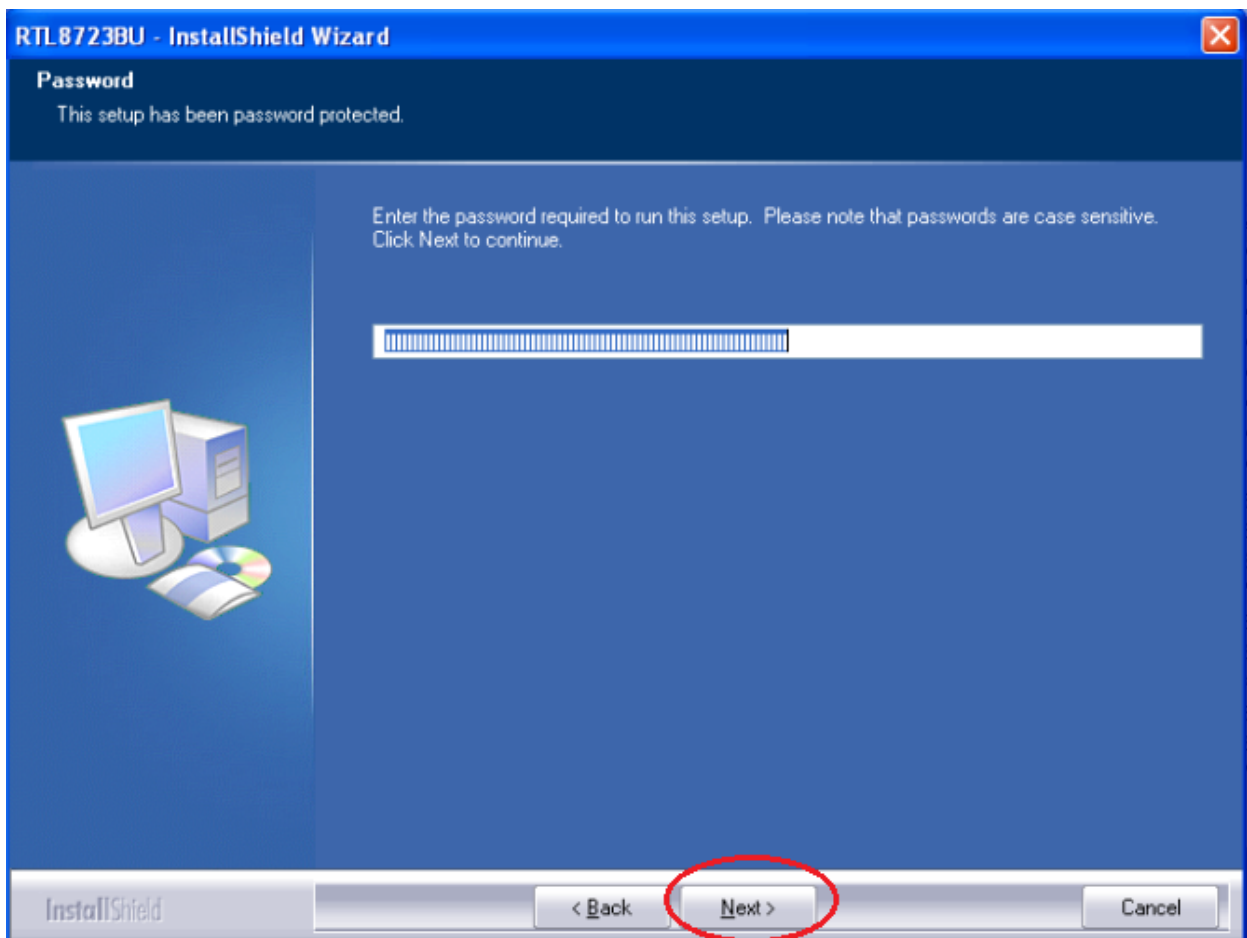 RTL8723BU - InstallShield Wizard
Password
This setup has been password protected.
Enter the password required to run this setup.  Please note that passwords are case sensitive.
Click Next to continue.
InstallShield
< Back
Next >
Cancel